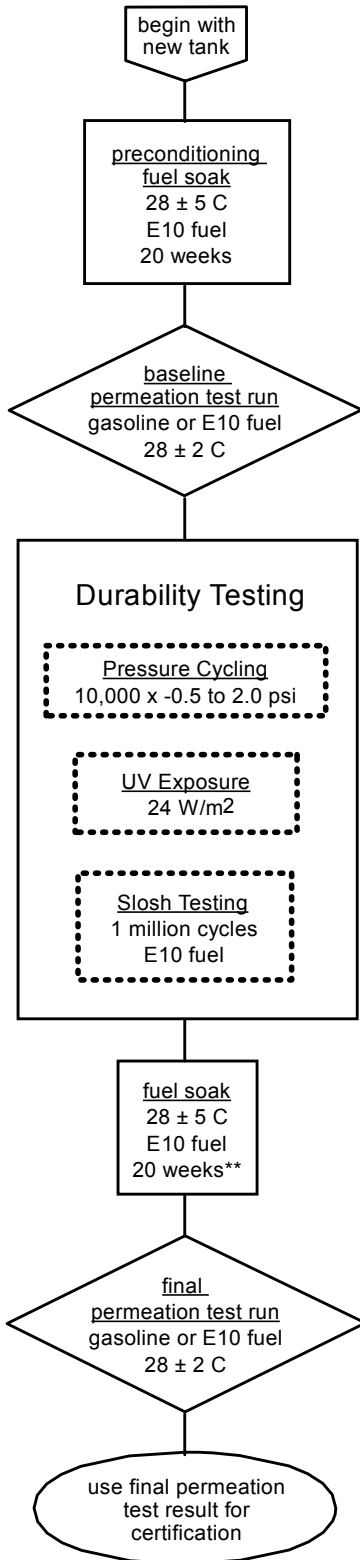 begin with
new tank
preconditioning
fuel soak
28 ± 5 C
E10 fuel
20 weeks
baseline
permeation test run
gasoline or E10 fuel
28 ± 2 C
Durability Testing
Pressure Cycling
10,000 x -0.5 to 2.0 psi
UV Exposure
24 W/m2
Slosh Testing
1 million cycles
E10 fuel
fuel soak
28 ± 5 C
E10 fuel
20 weeks**
final
permeation test run
gasoline or E10 fuel
28 ± 2 C
use final permeation
test result for
certification